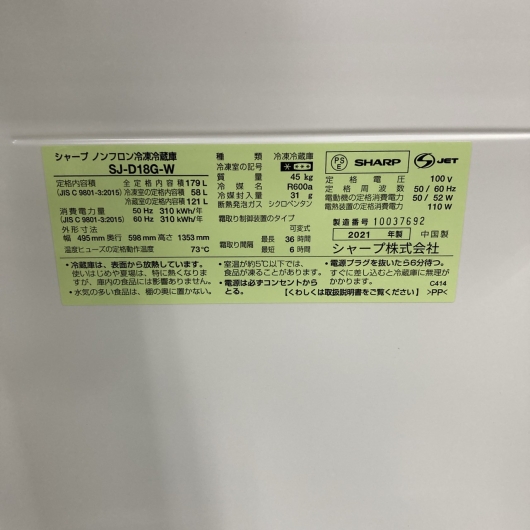 シャープ ノンフロン冷凍冷蔵庫
SJ-D18G-W
定格内容積 全定格内容積 179 L
(JIS C 9801-3:2015) 冷凍室の定格内容積 58 L
冷蔵室の定格内容積 121 L
消費電力量 50 Hz 310 kWh/年
(JIS C 9801-3:2015) 60 Hz 310 kWh/年
外形寸法
幅 495 mm 奥行 598 mm 高さ 1353 mm
温度ヒューズの定格動作温度 73℃
種類 冷凍冷蔵庫
冷凍室の記号
質量 45 kg
冷媒名 R600a
冷媒封入量 31 g
断熱発泡ガス シクロペンタン
霜取り制御装置のタイプ
可変式
霜取り間隔 最長 36 時間
最短 6 時間
PS
E
SHARP
S JET
定格電圧 100 V
定格周波数 50 / 60 Hz
電動機の定格消費電力 50 / 52 W
電熱装置の定格消費電力 110 W
製造番号 10037692
シャープ株式会社
2021 年製 中国製
• 冷蔵庫は、表面から放熱しています。
使いはじめや夏場は、特に熱くなりま
すが、庫内の食品には影響ありません。
• 水気の多い食品は、棚の奥に置かない。
• 室温が約5℃以下では、
食品が凍ることがあります。
• 電源は必ずコンセントから
とる。
• 電源プラグを抜いたら6分待つ。
すぐに差し込むと冷蔵庫に無理が
かかります。 C414
【くわしくは取扱説明書をご覧ください】 >PP<